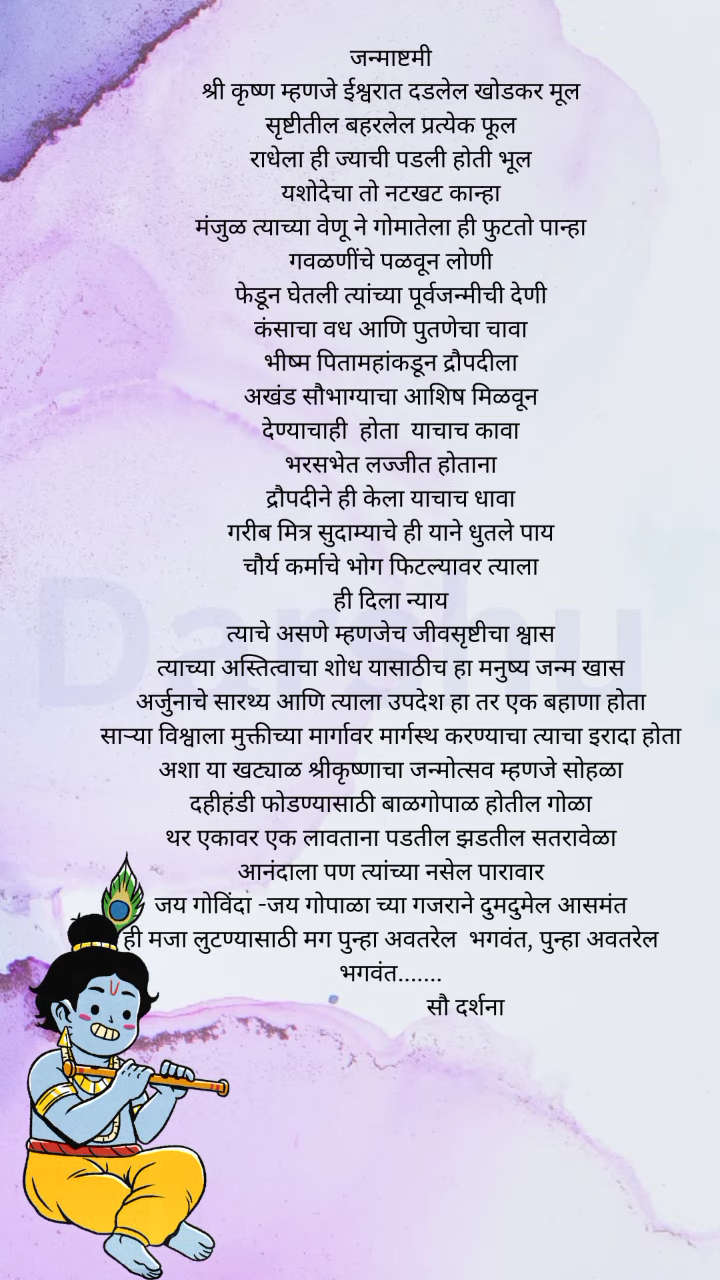 जन्माष्टमी
श्री कृष्ण म्हणजे ईश्वरात दडलेल खोडकर मूल
सृष्टीतील बहरलेल प्रत्येक फूल
राधेला ही ज्याची पडली होती भूल
यशोदेचा तो नटखट कान्हा
मंजुळ त्याच्या वेणू ने गोमातेला ही फुटतो पान्हा
गवळणींचे पळवून लोणी
फेडून घेतली त्यांच्या पूर्वजन्मीची देणी
कंसाचा वध आणि पुतणेचा चावा
भीष्म पितामहांकडून द्रौपदीला
अखंड सौभाग्याचा आशिष मिळवून
देण्याचाही होता याचाच कावा
भरसभेत लज्जीत होताना
द्रौपदीने ही केला याचाच धावा
गरीब मित्र सुदाम्याचे ही याने धुतले पाय
चौर्य कर्माचे भोग फिटल्यावर त्याला
ही दिला न्याय
त्याचे असणे म्हणजेच जीवसृष्टीचा श्वास
त्याच्या अस्तित्वाचा शोध यासाठीच हा मनुष्य जन्म खास
अर्जुनाचे सारथ्य आणि त्याला उपदेश हा तर एक बहाणा होता
साऱ्या विश्वाला मुक्तीच्या मार्गावर मार्गस्थ करण्याचा त्याचा इरादा होता
अशा या खट्याळ श्रीकृष्णाचा जन्मोत्सव म्हणजे सोहळा
दहीहंडी फोडण्यासाठी बाळगोपाळ होतील गोळा
थर एकावर एक लावताना पडतील झडतील सतरावेळा
आनंदाला पण त्यांच्या नसेल पारावार
जय गोविंदा -जय गोपाळा च्या गजराने दुमदुमेल आसमंत
ही मजा लुटण्यासाठी मग पुन्हा अवतरेल भगवंत, पुन्हा अवतरेल
भगवंत.......
सौ दर्शना
Darshu